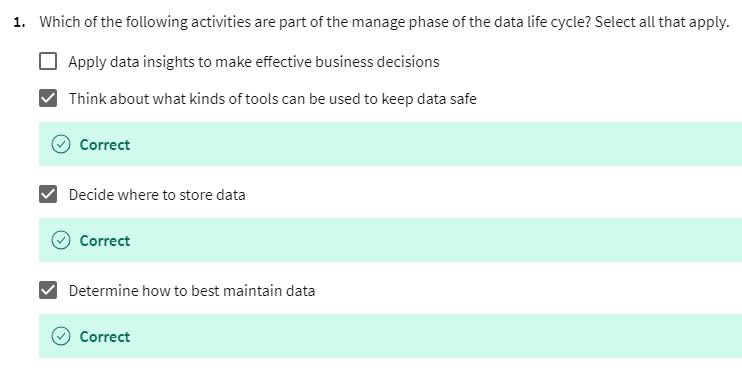 1. Which of the following activities are part of the manage phase of the data life cycle? Select all that apply.
Apply data insights to make effective business decisions
Think about what kinds of tools can be used to keep data safe
Correct
Decide where to store data
Correct
Determine how to best maintain data
Correct